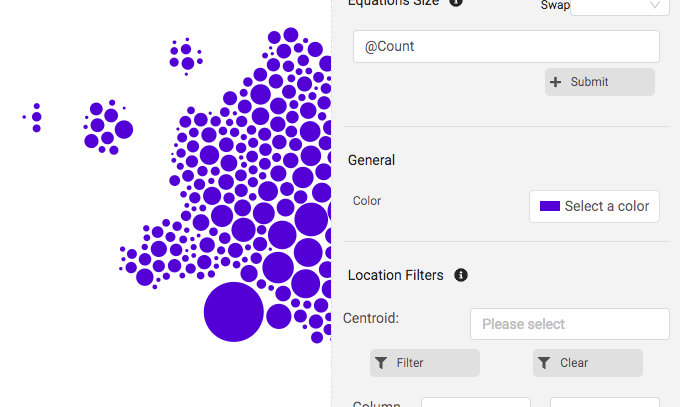 Equations Size
Swap
@Count
Submit
General
Color
Select a color
Location Filters
Centroid:
Please select
Filter
Clear
Column